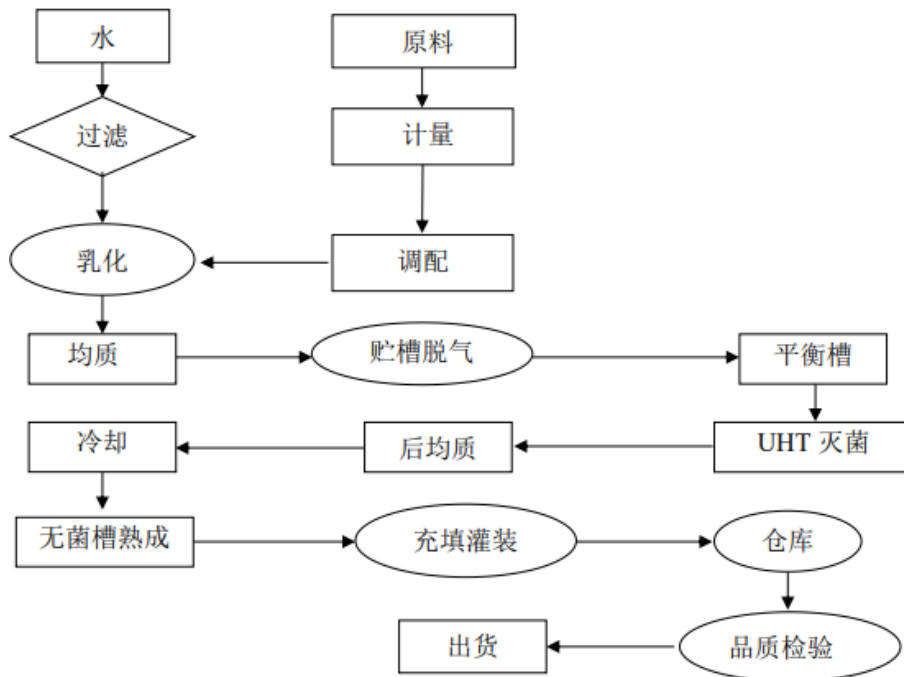 水
原料
过滤
计量
乳化
调配
均质
贮槽脱气
平衡槽
冷却
后均质
UHT 灭菌
无菌槽熟成
充填灌装
仓库
出货
品质检验